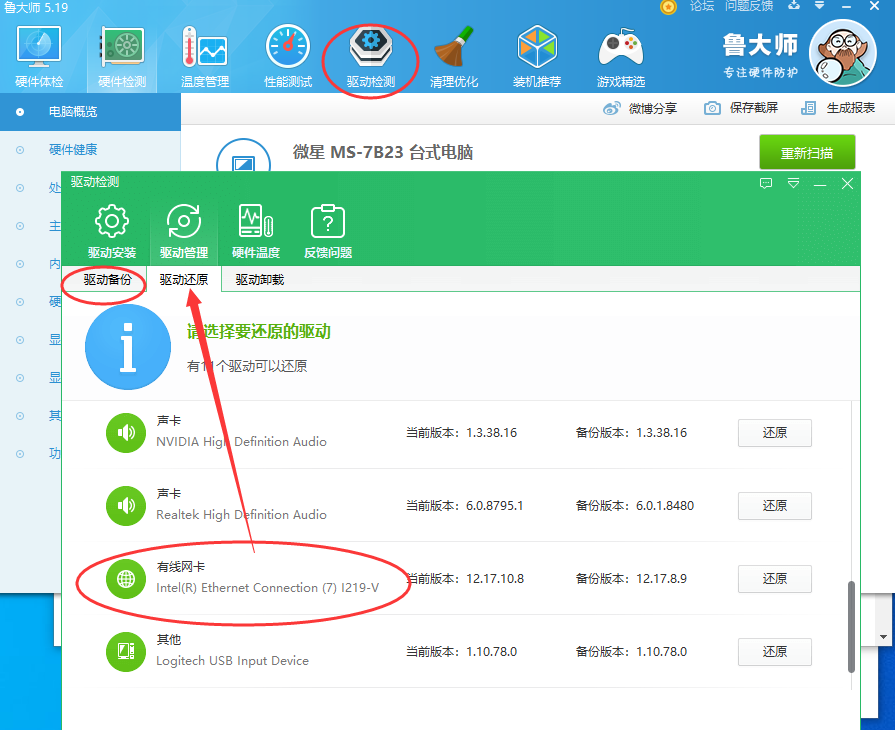 鲁大师 5.19
论坛 问题反馈
硬件体检 硬件检测 温度管理 性能测试 驱动检测 清理优化 装机推荐 游戏精选
鲁大师
专注硬件防护
电脑概览
微博分享 保存截屏 生成报表
硬件健康
微星 MS-7B23 台式电脑
重新扫描
处
主
内
硬
显
显
其
功
驱动检测
驱动安装 驱动管理 硬件温度 反馈问题
驱动备份 驱动还原 驱动卸载
请选择要还原的驱动
有11个驱动可以还原
声卡
NVIDIA High Definition Audio
当前版本：1.3.38.16 备份版本：1.3.38.16 还原
声卡
Realtek High Definition Audio
当前版本：6.0.8795.1 备份版本：6.0.1.8480 还原
有线网卡
Intel(R) Ethernet Connection (7) I219-V
当前版本：12.17.10.8 备份版本：12.17.8.9 还原
其他
Logitech USB Input Device
当前版本：1.10.78.0 备份版本：1.10.78.0 还原